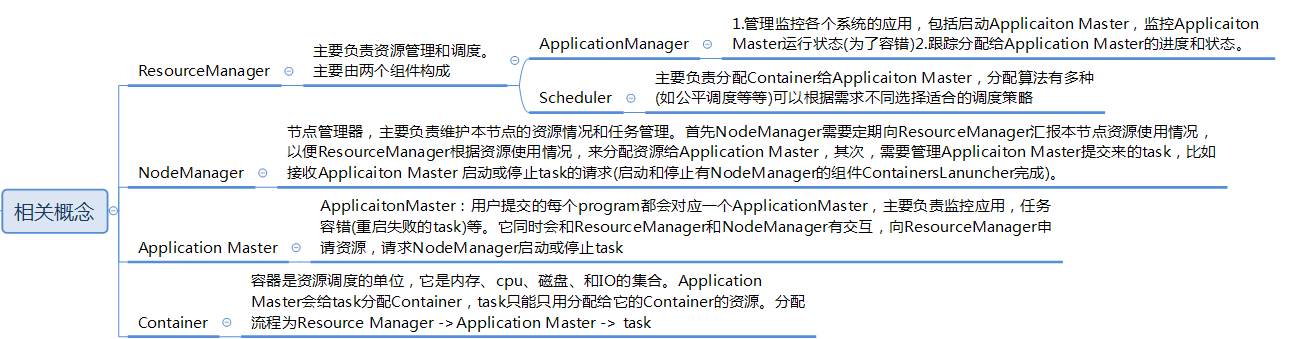 相关概念
ResourceManager
主要负责资源管理和调度。
主要由两个组件构成
ApplicationManager
1.管理监控各个系统的应用，包括启动Applicaiton Master，监控Applicaiton
Master运行状态(为了容错)2.跟踪分配给Application Master的进度和状态。
Scheduler
主要负责分配Container给Applicaiton Master，分配算法有多种
(如公平调度等等)可以根据需求不同选择适合的调度策略
NodeManager
节点管理器，主要负责维护本节点的资源情况和任务管理。首先NodeManager需要定期向ResourceManager汇报本节点资源使用情况，
以便ResourceManager根据资源使用情况，来分配资源给Application Master，其次，需要管理Applicaiton Master提交来的task，比如
接收Applicaiton Master 启动或停止task的请求(启动和停止有NodeManager的组件ContainersLanuncher完成)。
Application Master
ApplicaitonMaster：用户提交的每个program都会对应一个ApplicationMaster，主要负责监控应用，任务
容错(重启失败的task)等。它同时会和ResourceManager和NodeManager有交互，向ResourceManager申
请资源，请求NodeManager启动或停止task
Container
容器是资源调度的单位，它是内存、cpu、磁盘、和IO的集合。Application
Master会给task分配Container，task只能只用分配给它的Container的资源。分配
流程为Resource Manager ->Application Master -> task